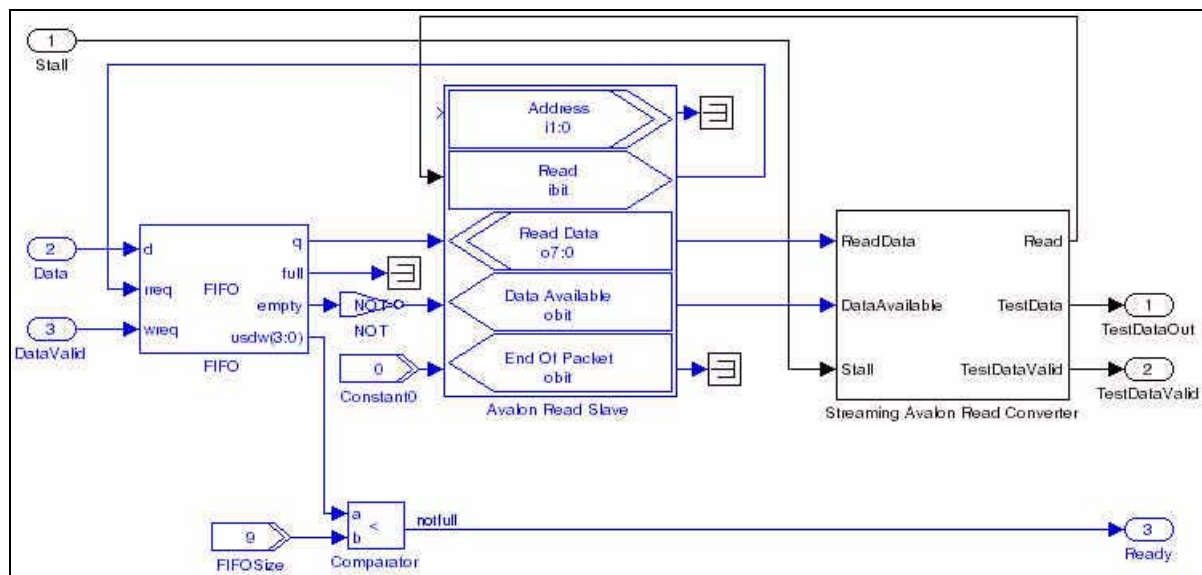 1
Stall
Address
i1:0
Read
ibit
Read Data
o7:0
Data Available
obit
End Of Packet
obit
Avalon Read Slave
2
Data
3
DataValid
d
rreq
wreq
FIFO
q
full
empty
usdw(3:0)
FIFO
NOT
NOT
0
Constant0
ReadData
DataAvailable
Stall
Read
TestData
TestDataValid
Streaming Avalon Read Converter
1
TestDataOut
2
TestDataValid
9
FIFOSize
a
b
<
Comparator
notfull
3
Ready